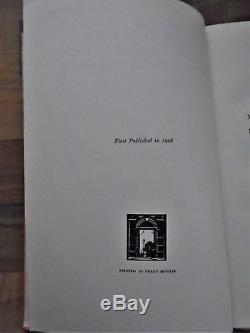 First Published in 1928
PRINTED IN GREAT BRITAIN